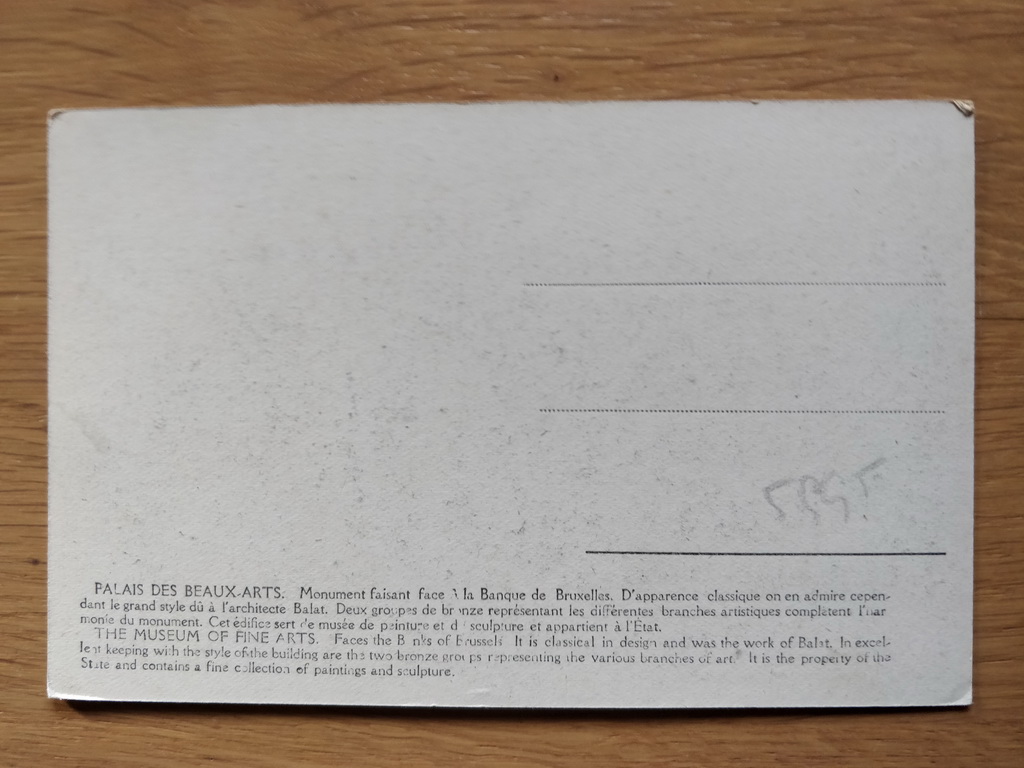 PALAIS DES BEAUX-ARTS. Monument faisant face à la Banque de Bruxelles. D'apparence classique on en admire cepen-
dant le grand style dû à l'architecte Balat. Deux groupes de bronze représentant les différentes branches artistiques complètent l'har
monie du monument. Cet édifice sert de musée de peinture et de sculpture et appartient à l'État.
THE MUSEUM OF FINE ARTS. Faces the Banks of Brussels. It is classical in design and was the work of Balat. In excel-
lent keeping with the style of the building are the two bronze groups representing the various branches of art. It is the property of the
State and contains a fine collection of paintings and sculpture.